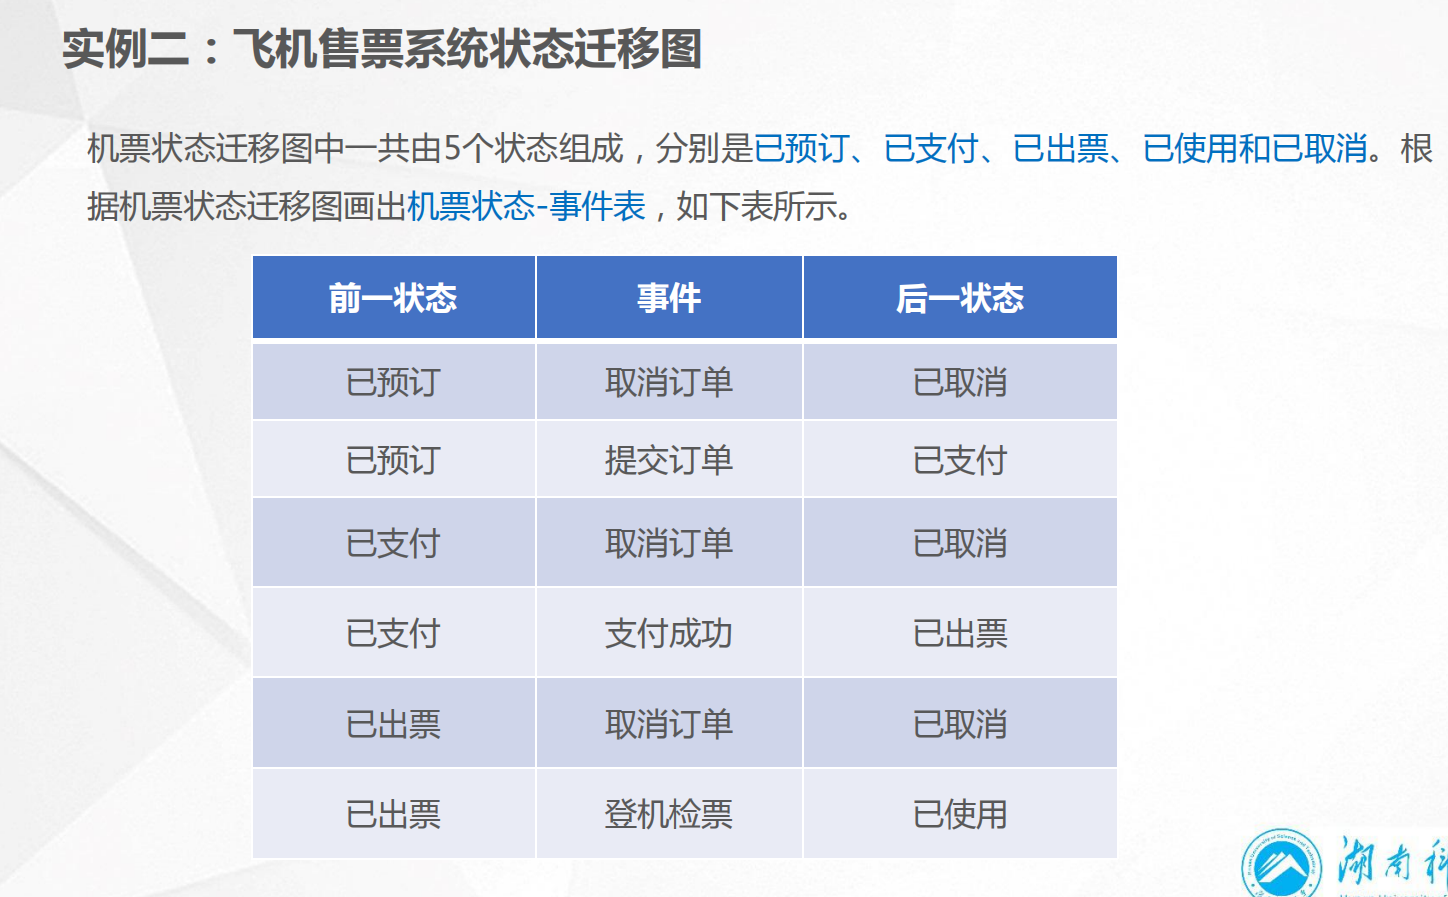 实例二：飞机售票系统状态迁移图
机票状态迁移图中一共由5个状态组成，分别是已预订、已支付、已出票、已使用和已取消。根
据机票状态迁移图画出机票状态-事件表，如下表所示。
前一状态 事件 后一状态
已预订 取消订单 已取消
已预订 提交订单 已支付
已支付 取消订单 已取消
已支付 支付成功 已出票
已出票 取消订单 已取消
已出票 登机检票 已使用
湖南科